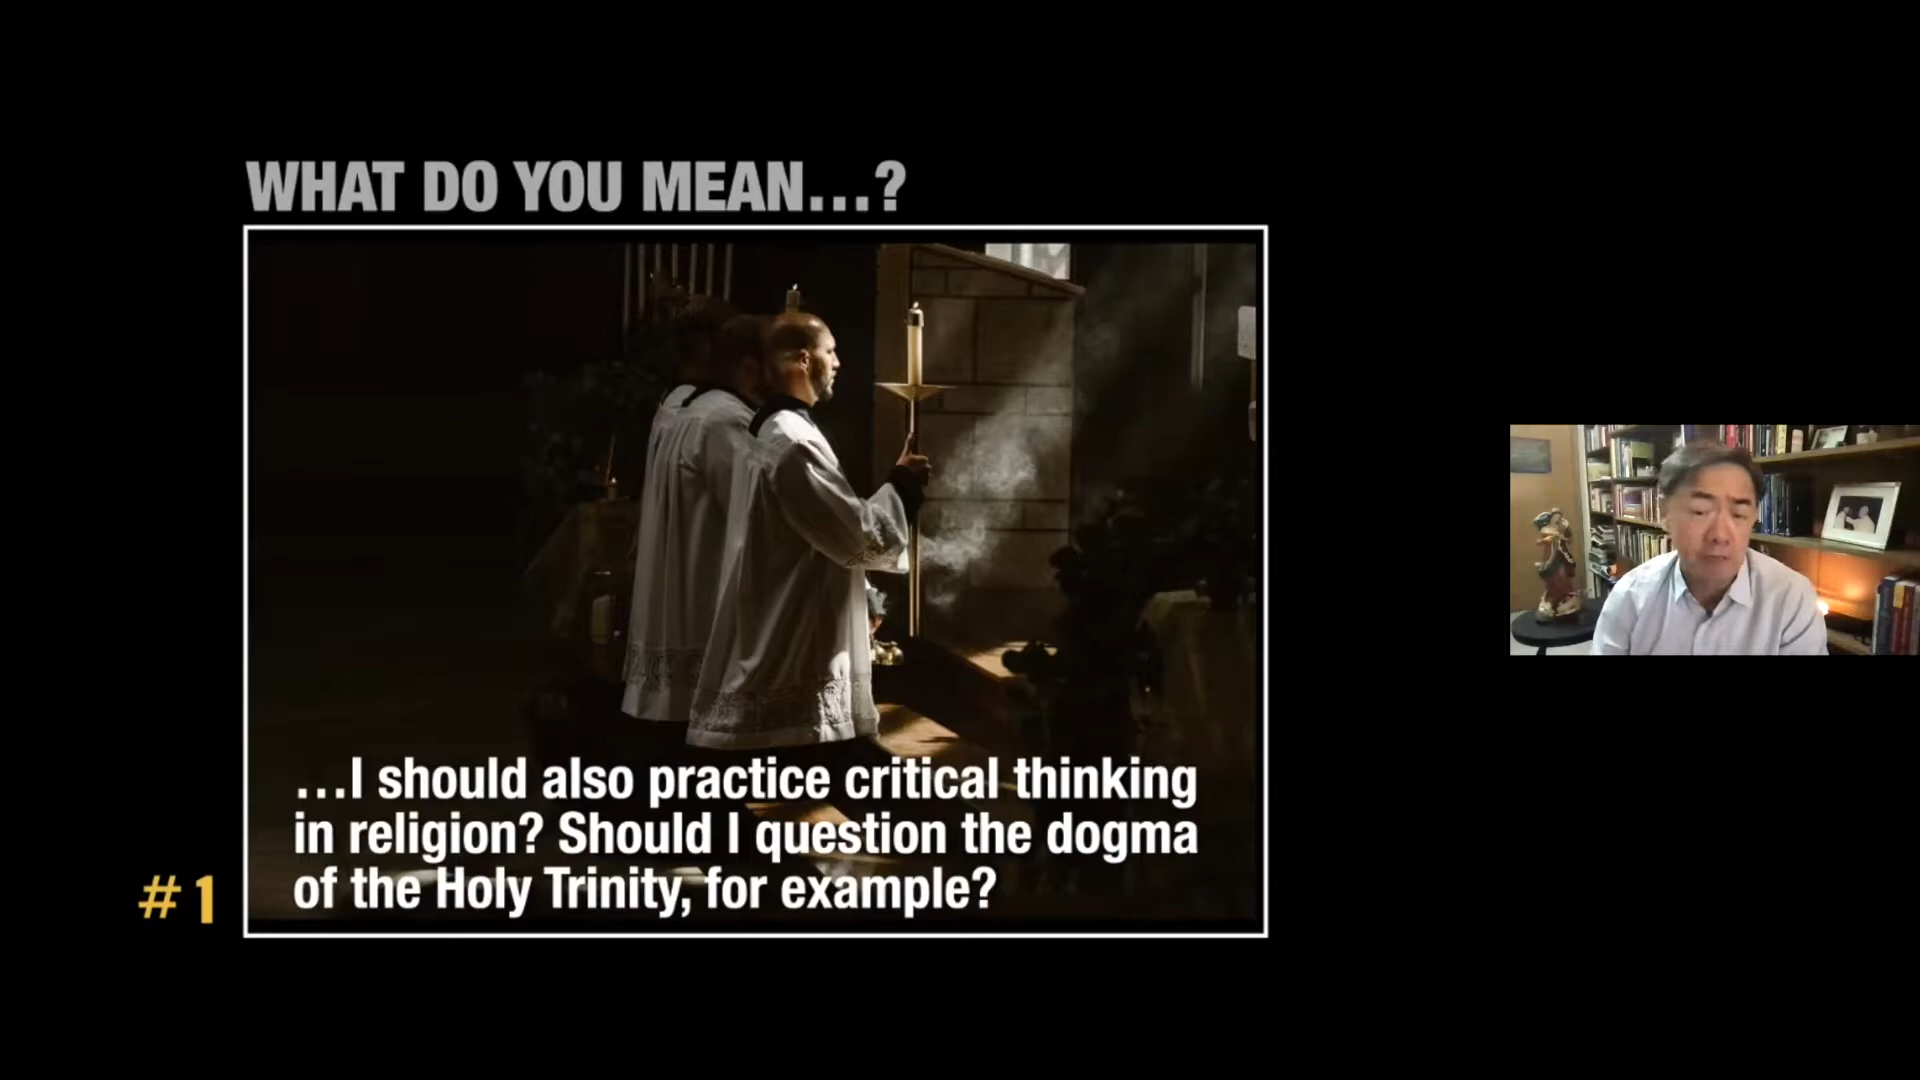 WHAT DO YOU MEAN...?
...I should also practice critical thinking
in religion? Should I question the dogma
of the Holy Trinity, for example?
#1